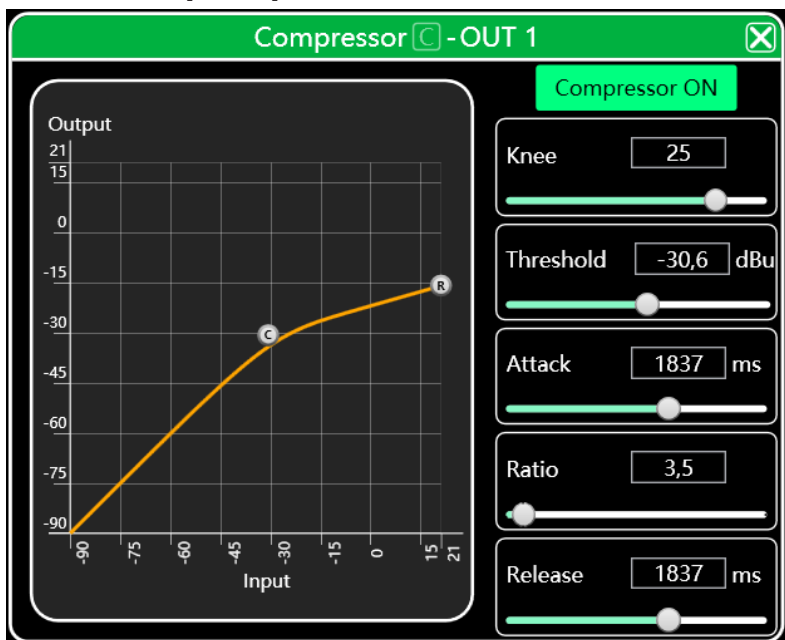 Compressor C - OUT 1
Compressor ON
Output
21
15
0
-15
-30
-45
-60
-75
-90
C
R
-90
-75
-60
-45
-30
-15
0
15
21
Input
Knee 25
Threshold -30,6 dBu
Attack 1837 ms
Ratio 3,5
Release 1837 ms